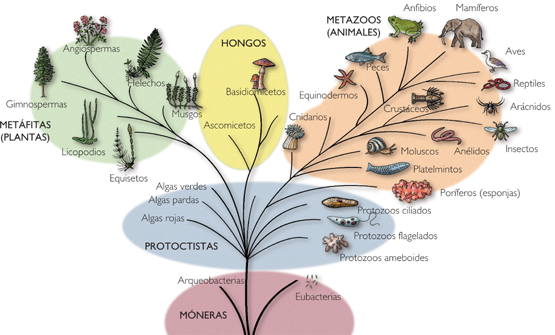 Anfibios
Mamíferos
METAZOOS
(ANIMALES)
Angiospermas
HONGOS
Aves
Peces
Helechos
Reptiles
Basidiomicetos
Equinodermos
Gimnospermas
Crustáceos
Arácnidos
Musgos
Cnidarios
METÁFITAS
(PLANTAS)
Ascomicetos
Insectos
Licopodios
Moluscos
Anélidos
Platelmintos
Equisetos
Algas verdes
Poríferos (esponjas)
Algas pardas
Protozoos ciliados
Algas rojas
Protozoos flagelados
PROTOCTISTAS
Protozoos ameboides
Arqueobacterias
Eubacterias
MÓNERAS